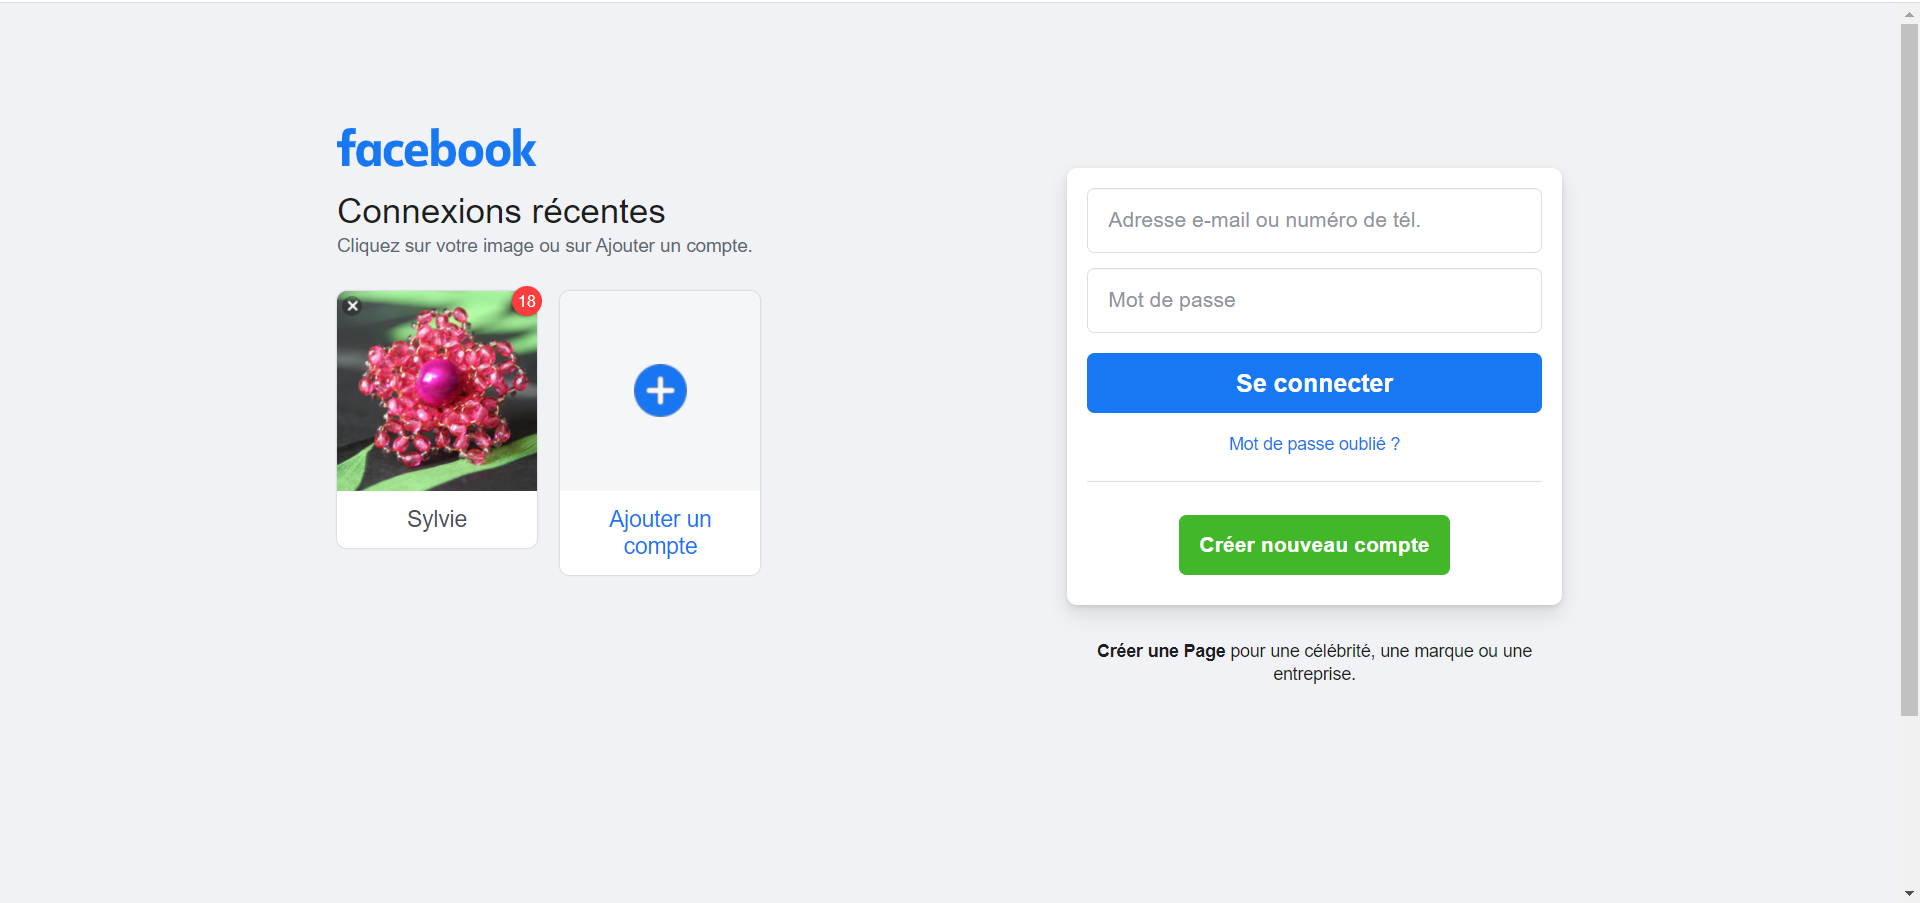 facebook
Connexions récentes
Cliquez sur votre image ou sur Ajouter un compte.
18
Sylvie
Ajouter un
compte
Adresse e-mail ou numéro de tél.
Mot de passe
Se connecter
Mot de passe oublié ?
Créer nouveau compte
Créer une Page pour une célébrité, une marque ou une
entreprise.